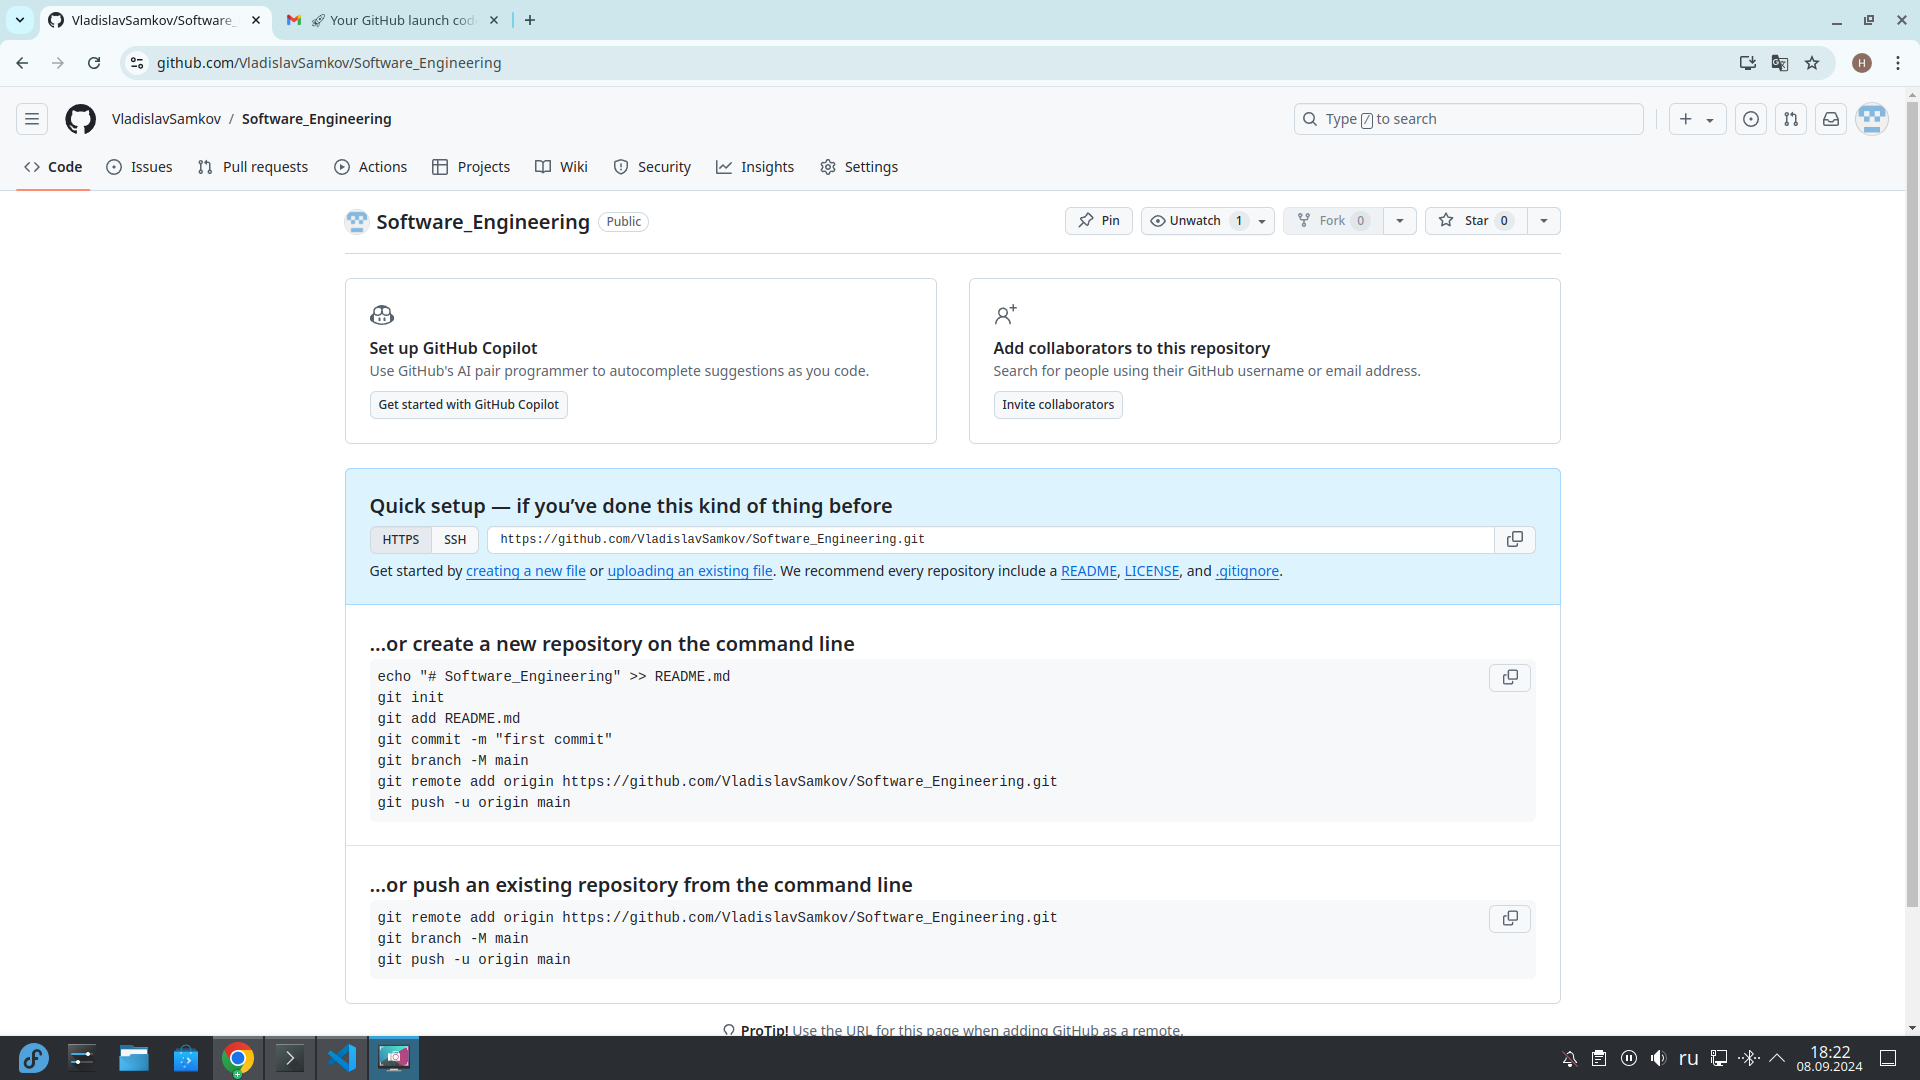 VladislavSamkov/Software_
🚀 Your GitHub launch cod
github.com/VladislavSamkov/Software_Engineering
H
VladislavSamkov / Software_Engineering
Type / to search
Code
Issues
Pull requests
Actions
Projects
Wiki
Security
Insights
Settings
Software_Engineering Public
Pin
Unwatch 1
Fork 0
Star 0
Set up GitHub Copilot
Use GitHub's AI pair programmer to autocomplete suggestions as you code.
Get started with GitHub Copilot
Add collaborators to this repository
Search for people using their GitHub username or email address.
Invite collaborators
Quick setup — if you’ve done this kind of thing before
HTTPS SSH https://github.com/VladislavSamkov/Software_Engineering.git
Get started by creating a new file or uploading an existing file. We recommend every repository include a README, LICENSE, and .gitignore.
…or create a new repository on the command line
echo "# Software_Engineering" >> README.md
git init
git add README.md
git commit -m "first commit"
git branch -M main
git remote add origin https://github.com/VladislavSamkov/Software_Engineering.git
git push -u origin main
…or push an existing repository from the command line
git remote add origin https://github.com/VladislavSamkov/Software_Engineering.git
git branch -M main
git push -u origin main
ProTip! Use the URL for this page when adding GitHub as a remote.
ru
18:22
08.09.2024